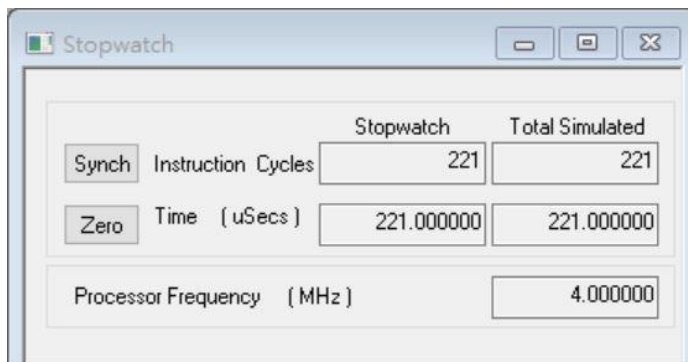 Stopwatch
Stopwatch Total Simulated
Synch Instruction Cycles 221 221
Zero Time (uSecs) 221.000000 221.000000
Processor Frequency (MHz) 4.000000